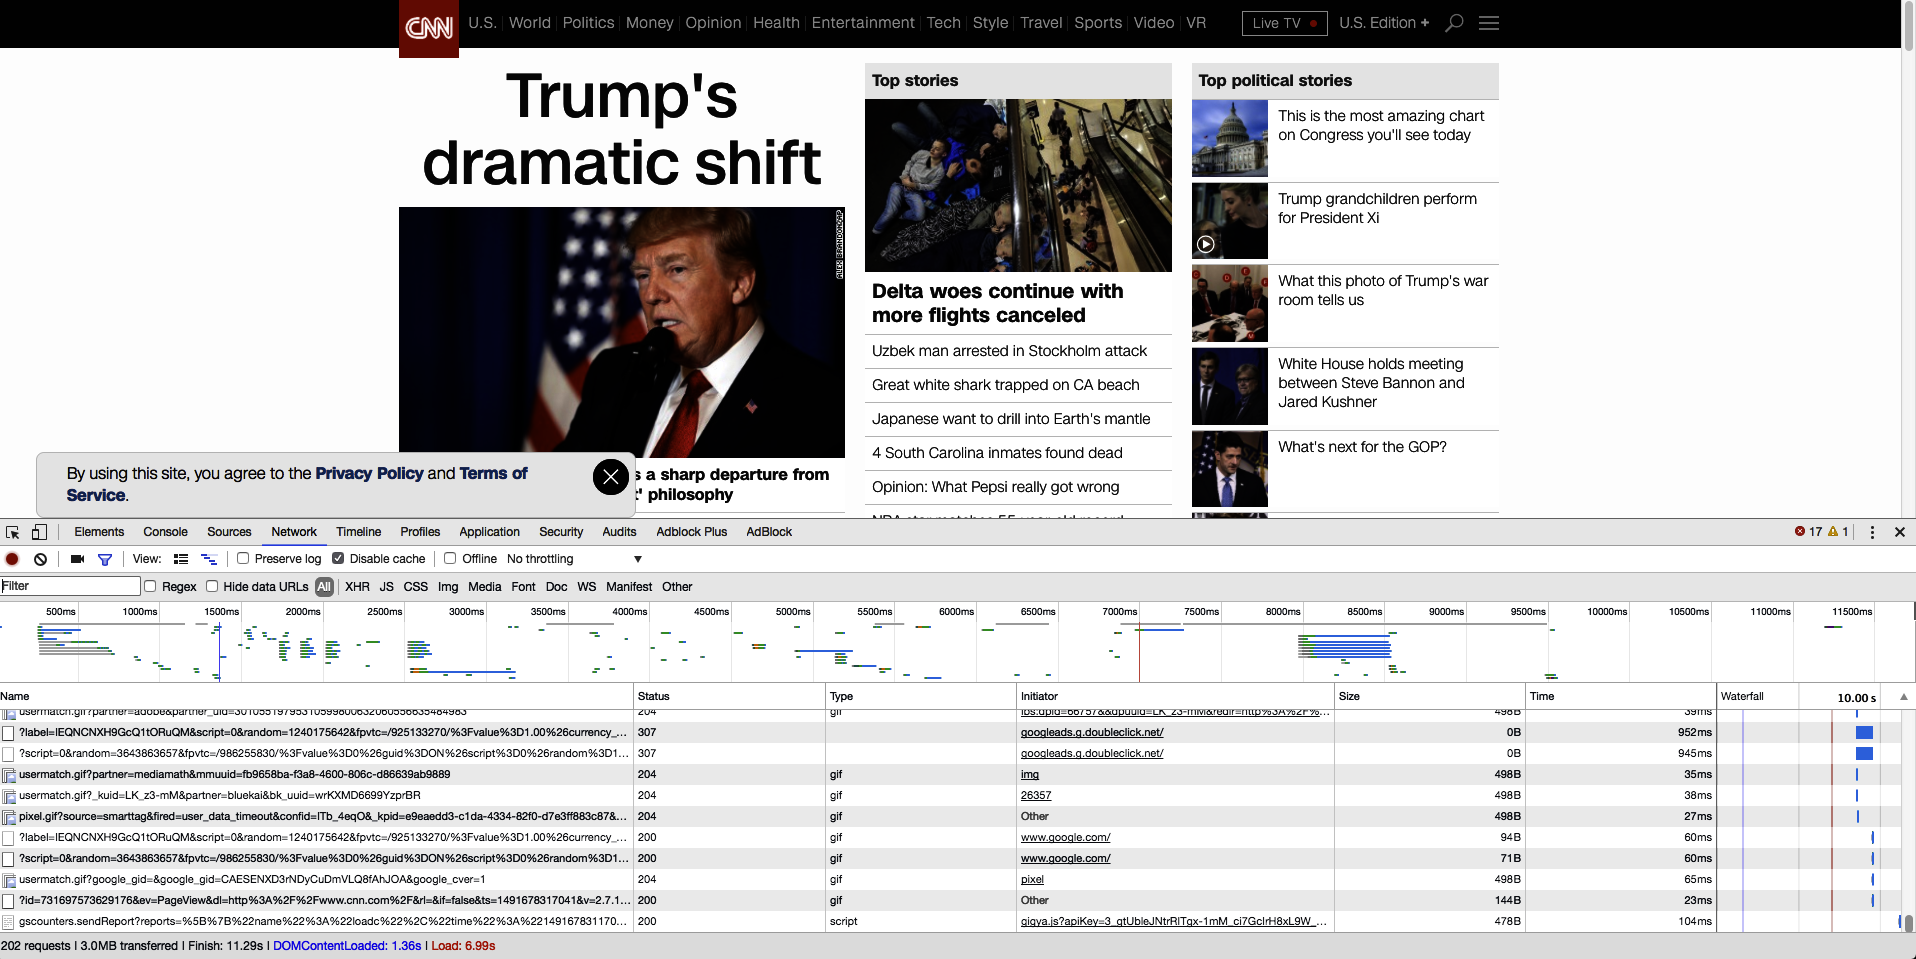 CNN U.S. World Politics Money Opinion Health Entertainment Tech Style Travel Sports Video VR Live TV U.S. Edition +
Trump's
dramatic shift
ALEX BRANDON/AP
s a sharp departure from
t' philosophy
By using this site, you agree to the Privacy Policy and Terms of
Service.
Top stories
Delta woes continue with
more flights canceled
Uzbek man arrested in Stockholm attack
Great white shark trapped on CA beach
Japanese want to drill into Earth's mantle
4 South Carolina inmates found dead
Opinion: What Pepsi really got wrong
Top political stories
This is the most amazing chart
on Congress you'll see today
Trump grandchildren perform
for President Xi
What this photo of Trump's war
room tells us
White House holds meeting
between Steve Bannon and
Jared Kushner
What's next for the GOP?
Elements Console Sources Network Timeline Profiles Application Security Audits Adblock Plus AdBlock 17 1
View: Preserve log Disable cache Offline No throttling
Filter Regex Hide data URLs All XHR JS CSS Img Media Font Doc WS Manifest Other
500ms 1000ms 1500ms 2000ms 2500ms 3000ms 3500ms 4000ms 4500ms 5000ms 5500ms 6000ms 6500ms 7000ms 7500ms 8000ms 8500ms 9000ms 9500ms 10000ms 10500ms 11000ms 11500ms
Name Status Type Initiator Size Time Waterfall 10.00 s
usermatch.gif?partner=adobe&partner_uid=30105519795310599800632060556635484983 204 gif 498B 39ms
?label=IEQNCNXH9GcQ1tORuQM&script=0&random=1240175642&fpvtc=/925133270/%3Fvalue%3D1.00%26currency_... 307 googleads.g.doubleclick.net/ 0B 952ms
?script=0&random=3643863657&fpvtc=/986255830/%3Fvalue%3D0%26guid%3DON%26script%3D0%26random%3D1... 307 googleads.g.doubleclick.net/ 0B 945ms
usermatch.gif?partner=mediamath&mmuuid=fb9658ba-f3a8-4600-806c-d86639ab9889 204 gif img 498B 35ms
usermatch.gif?_kuid=LK_z3-mM&partner=bluekai&bk_uuid=wrKXMD6699YzprBR 204 gif 26357 498B 38ms
pixel.gif?source=smarttag&fired=user_data_timeout&confid=ITb_4eqO&_kpid=e9eaedd3-c1da-4334-82f0-d7e3ff883c87&... 204 gif Other 498B 27ms
?label=IEQNCNXH9GcQ1tORuQM&script=0&random=1240175642&fpvtc=/925133270/%3Fvalue%3D1.00%26currency_... 200 gif www.google.com/ 94B 60ms
?script=0&random=3643863657&fpvtc=/986255830/%3Fvalue%3D0%26guid%3DON%26script%3D0%26random%3D1... 200 gif www.google.com/ 71B 60ms
usermatch.gif?google_gid=&google_gid=CAESENXD3rNDyCuDmVLQ8fAhJOA&google_cver=1 204 gif pixel 498B 65ms
?id=731697573629176&ev=PageView&dl=http%3A%2F%2Fwww.cnn.com%2F&rl=&if=false&ts=1491678317041&v=2.7.1... 200 gif Other 144B 23ms
gscounters.sendReport?reports=%5B%7B%22name%22%3A%22loadc%22%2C%22time%22%3A%22149167831170... 200 script gigya.js?apiKey=3_gtUbleJNtrRlTgx-1mM_ci7GcIrH8xL9W_... 478B 104ms
202 requests | 3.0MB transferred | Finish: 11.29s | DOMContentLoaded: 1.36s | Load: 6.99s